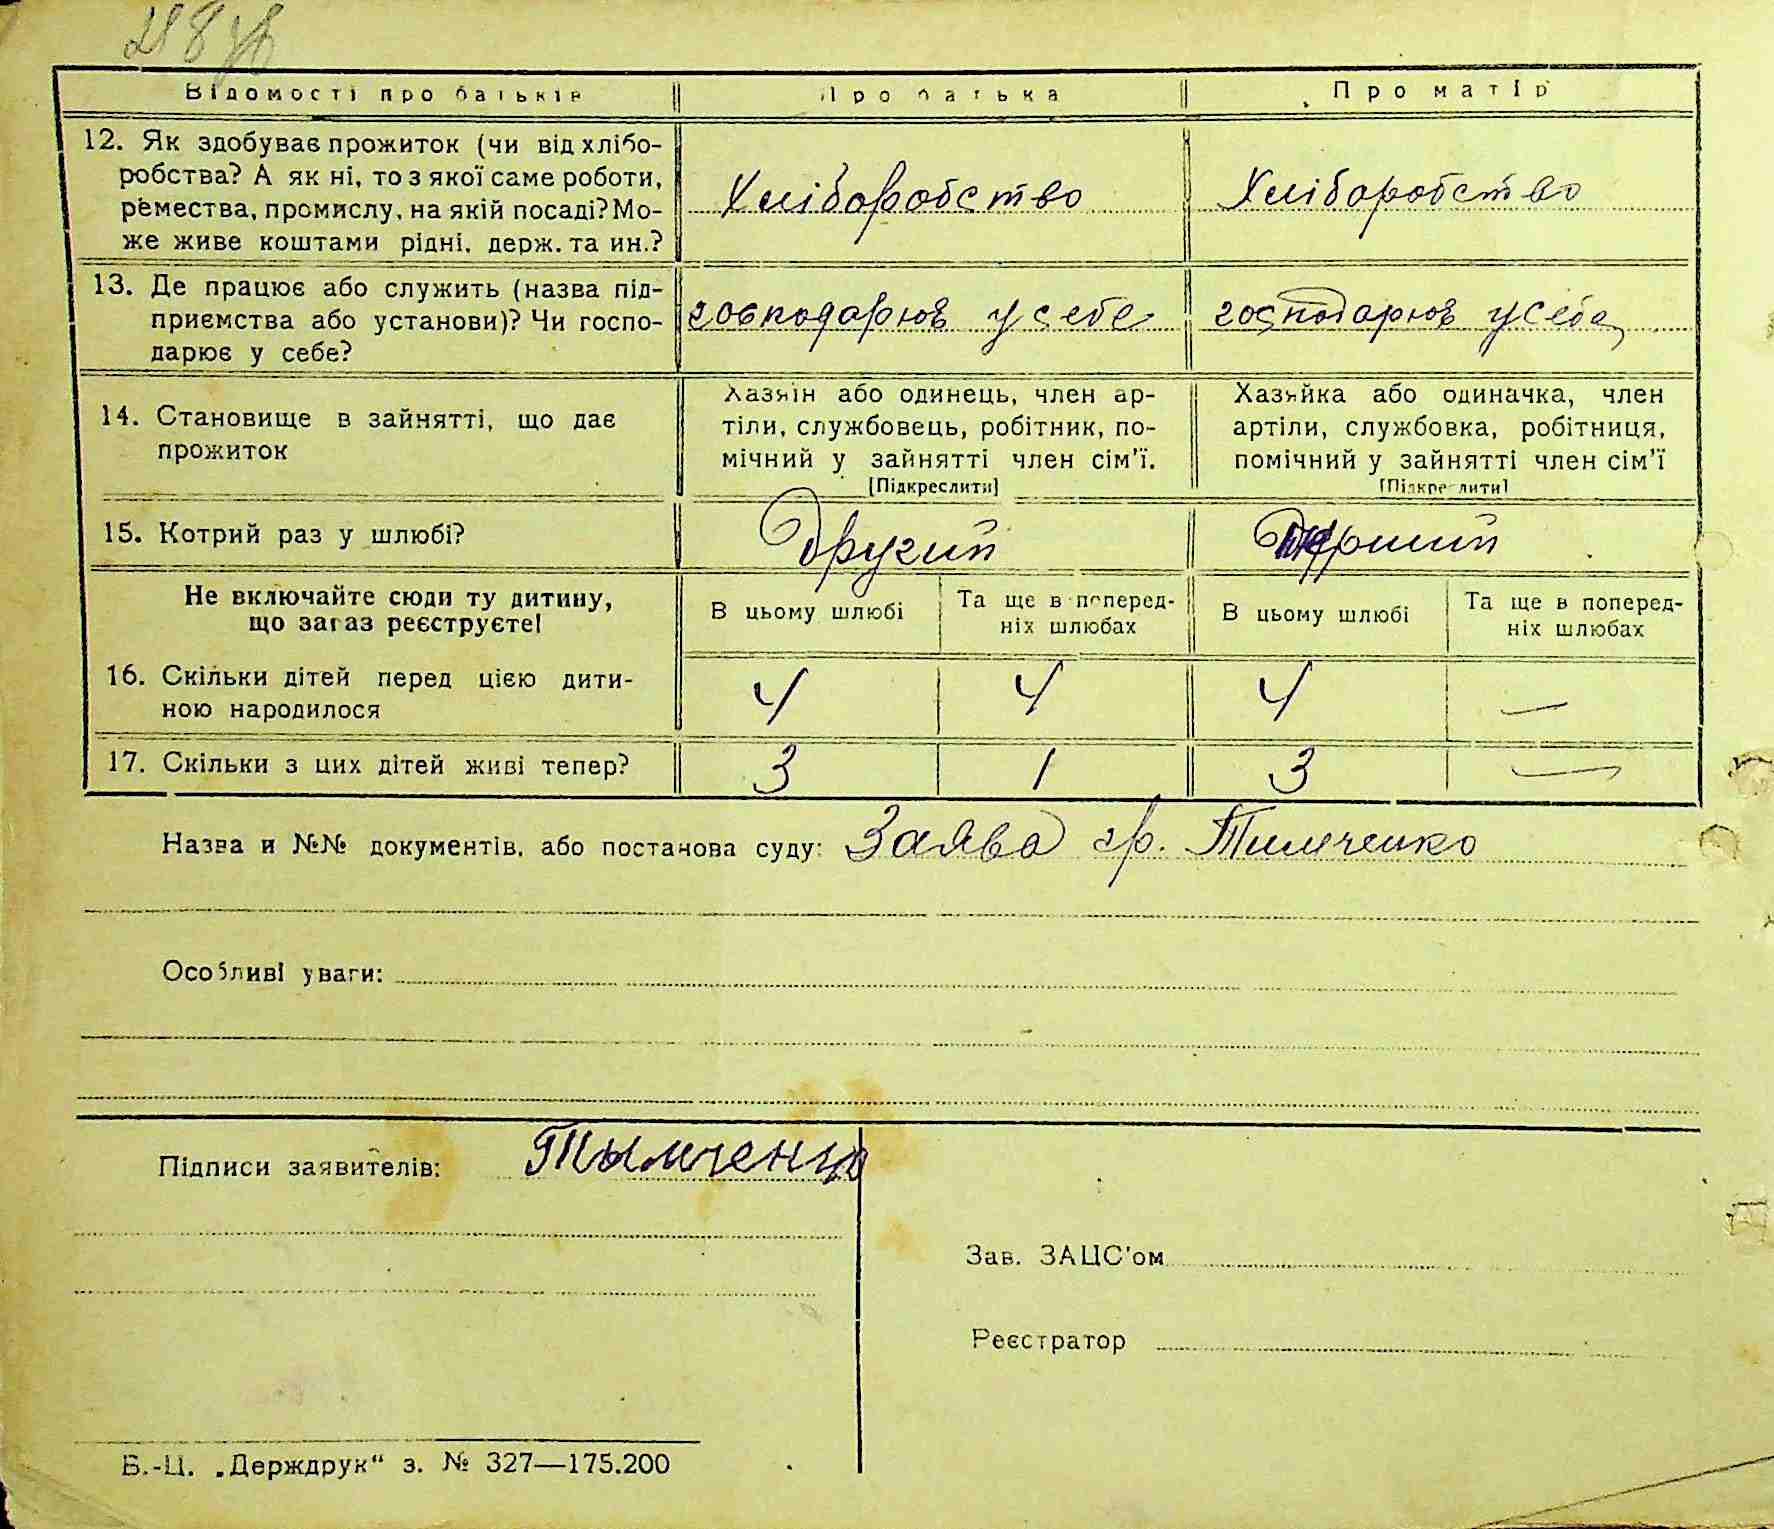 Відомості про батьків Про батька Про матір
12. Як здобуває прожиток (чи від хлібо-
робства? А як ні, то з якої саме роботи,
ремества, промислу, на якій посаді? Мо-
же живе коштами рідні, держ. та ин.?
Хліборобство Хліборобство
13. Де працює або служить (назва під-
приємства або установи)? Чи госпо-
дарює у себе?
господарює у себе господарює у себе
14. Становище в зайнятті, що дає
прожиток
Хазяїн або одинець, член ар-
тіли, службовець, робітник, по-
мічний у зайнятті член сім'ї.
[Підкреслити]
Хазяйка або одиначка, член
артіли, службовка, робітниця,
помічний у зайнятті член сім'ї
[Підкреслити]
15. Котрий раз у шлюбі? Другий Перший
Не включайте сюди ту дитину,
що зараз реєструєте!
В цьому шлюбі
Та ще в поперед-
ніх шлюбах
В цьому шлюбі
Та ще в поперед-
ніх шлюбах
16. Скільки дітей перед цією дити-
ною народилося
4 4 4 —
17. Скільки з цих дітей живі тепер? 3 1 3 —
Назва и №№ документів, або постанова суду: Заява гр. Тимченко
Особливі уваги:
Підписи заявителів: Тымченко
Зав. ЗАЦС'ом
Реєстратор
Б.-Ц. „Держдрук“ з. № 327—175.200